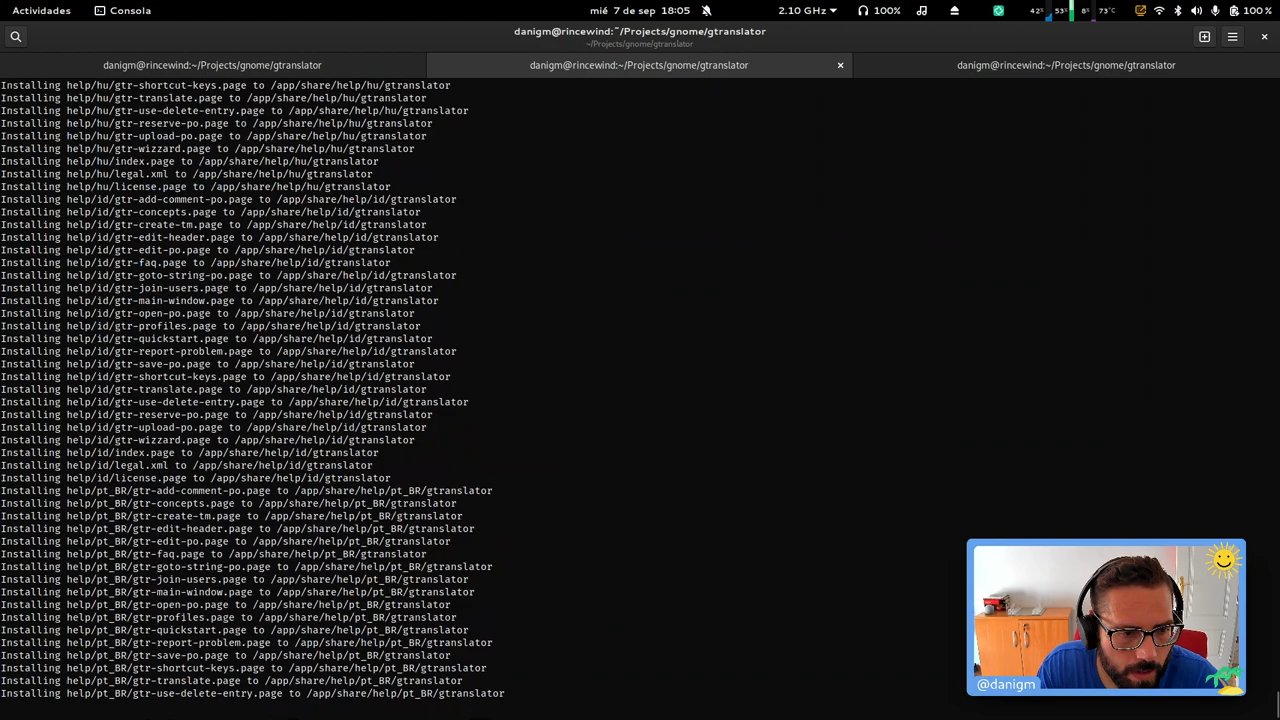 Actividades
Consola
mié 7 de sep 18:05
2.10 GHz
100%
42%
53%
8%
73°C
100 %
danigm@rincewind:~/Projects/gnome/gtranslator
~/Projects/gnome/gtranslator
danigm@rincewind:~/Projects/gnome/gtranslator
danigm@rincewind:~/Projects/gnome/gtranslator
danigm@rincewind:~/Projects/gnome/gtranslator
Installing help/hu/gtr-shortcut-keys.page to /app/share/help/hu/gtranslator
Installing help/hu/gtr-translate.page to /app/share/help/hu/gtranslator
Installing help/hu/gtr-use-delete-entry.page to /app/share/help/hu/gtranslator
Installing help/hu/gtr-reserve-po.page to /app/share/help/hu/gtranslator
Installing help/hu/gtr-upload-po.page to /app/share/help/hu/gtranslator
Installing help/hu/gtr-wizzard.page to /app/share/help/hu/gtranslator
Installing help/hu/index.page to /app/share/help/hu/gtranslator
Installing help/hu/legal.xml to /app/share/help/hu/gtranslator
Installing help/hu/license.page to /app/share/help/hu/gtranslator
Installing help/id/gtr-add-comment-po.page to /app/share/help/id/gtranslator
Installing help/id/gtr-concepts.page to /app/share/help/id/gtranslator
Installing help/id/gtr-create-tm.page to /app/share/help/id/gtranslator
Installing help/id/gtr-edit-header.page to /app/share/help/id/gtranslator
Installing help/id/gtr-edit-po.page to /app/share/help/id/gtranslator
Installing help/id/gtr-faq.page to /app/share/help/id/gtranslator
Installing help/id/gtr-goto-string-po.page to /app/share/help/id/gtranslator
Installing help/id/gtr-join-users.page to /app/share/help/id/gtranslator
Installing help/id/gtr-main-window.page to /app/share/help/id/gtranslator
Installing help/id/gtr-open-po.page to /app/share/help/id/gtranslator
Installing help/id/gtr-profiles.page to /app/share/help/id/gtranslator
Installing help/id/gtr-quickstart.page to /app/share/help/id/gtranslator
Installing help/id/gtr-report-problem.page to /app/share/help/id/gtranslator
Installing help/id/gtr-save-po.page to /app/share/help/id/gtranslator
Installing help/id/gtr-shortcut-keys.page to /app/share/help/id/gtranslator
Installing help/id/gtr-translate.page to /app/share/help/id/gtranslator
Installing help/id/gtr-use-delete-entry.page to /app/share/help/id/gtranslator
Installing help/id/gtr-reserve-po.page to /app/share/help/id/gtranslator
Installing help/id/gtr-upload-po.page to /app/share/help/id/gtranslator
Installing help/id/gtr-wizzard.page to /app/share/help/id/gtranslator
Installing help/id/index.page to /app/share/help/id/gtranslator
Installing help/id/legal.xml to /app/share/help/id/gtranslator
Installing help/id/license.page to /app/share/help/id/gtranslator
Installing help/pt_BR/gtr-add-comment-po.page to /app/share/help/pt_BR/gtranslator
Installing help/pt_BR/gtr-concepts.page to /app/share/help/pt_BR/gtranslator
Installing help/pt_BR/gtr-create-tm.page to /app/share/help/pt_BR/gtranslator
Installing help/pt_BR/gtr-edit-header.page to /app/share/help/pt_BR/gtranslator
Installing help/pt_BR/gtr-edit-po.page to /app/share/help/pt_BR/gtranslator
Installing help/pt_BR/gtr-faq.page to /app/share/help/pt_BR/gtranslator
Installing help/pt_BR/gtr-goto-string-po.page to /app/share/help/pt_BR/gtranslator
Installing help/pt_BR/gtr-join-users.page to /app/share/help/pt_BR/gtranslator
Installing help/pt_BR/gtr-main-window.page to /app/share/help/pt_BR/gtranslator
Installing help/pt_BR/gtr-open-po.page to /app/share/help/pt_BR/gtranslator
Installing help/pt_BR/gtr-profiles.page to /app/share/help/pt_BR/gtranslator
Installing help/pt_BR/gtr-quickstart.page to /app/share/help/pt_BR/gtranslator
Installing help/pt_BR/gtr-report-problem.page to /app/share/help/pt_BR/gtranslator
Installing help/pt_BR/gtr-save-po.page to /app/share/help/pt_BR/gtranslator
Installing help/pt_BR/gtr-shortcut-keys.page to /app/share/help/pt_BR/gtranslator
Installing help/pt_BR/gtr-translate.page to /app/share/help/pt_BR/gtranslator
Installing help/pt_BR/gtr-use-delete-entry.page to /app/share/help/pt_BR/gtranslator
@danigm